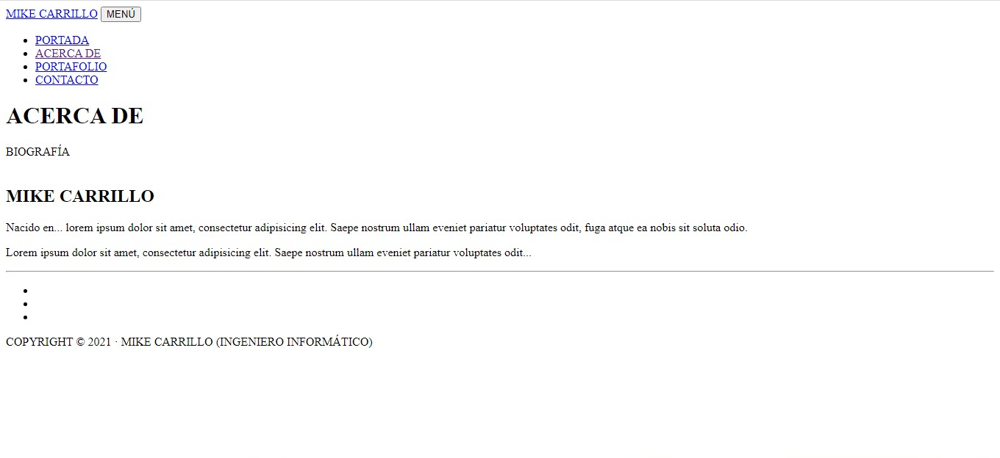 MIKE CARRILLO MENÚ
PORTADA
ACERCA DE
PORTAFOLIO
CONTACTO
ACERCA DE
BIOGRAFÍA
MIKE CARRILLO
Nacido en... lorem ipsum dolor sit amet, consectetur adipisicing elit. Saepe nostrum ullam eveniet pariatur voluptates odit, fuga atque ea nobis sit soluta odio.
Lorem ipsum dolor sit amet, consectetur adipisicing elit. Saepe nostrum ullam eveniet pariatur voluptates odit...
COPYRIGHT © 2021 · MIKE CARRILLO (INGENIERO INFORMÁTICO)